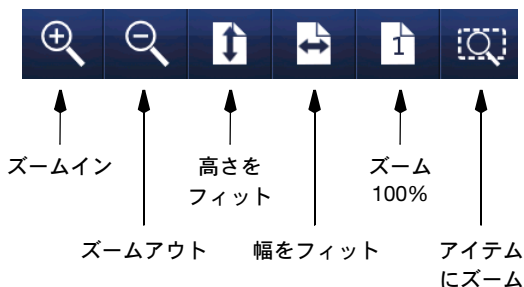 1
ズームイン
高さを
フィット
ズーム
100%
ズームアウト
幅をフィット
アイテム
にズーム